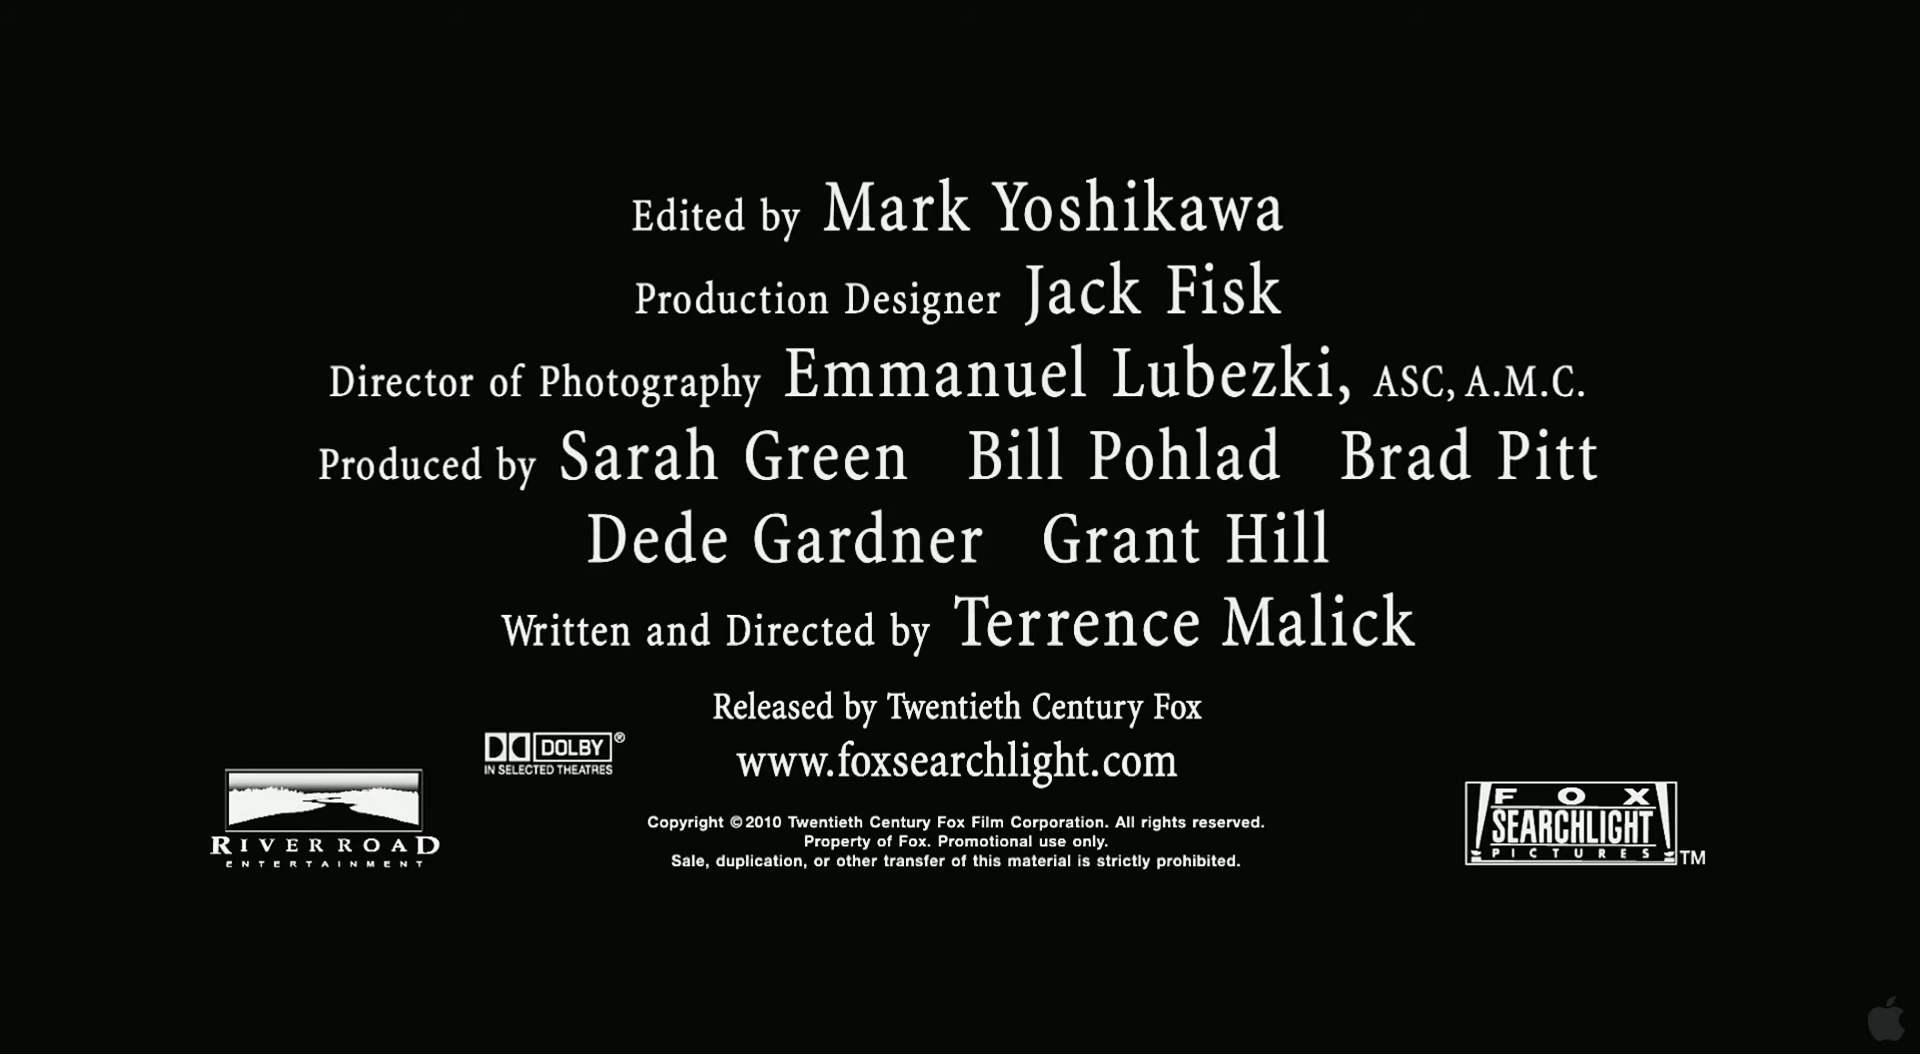 Edited by Mark Yoshikawa
Production Designer Jack Fisk
Director of Photography Emmanuel Lubezki, ASC, A.M.C.
Produced by Sarah Green Bill Pohlad Brad Pitt
Dede Gardner Grant Hill
Written and Directed by Terrence Malick
Released by Twentieth Century Fox
www.foxsearchlight.com
DOLBY®
IN SELECTED THEATRES
RIVER ROAD
ENTERTAINMENT
Copyright ©2010 Twentieth Century Fox Film Corporation. All rights reserved.
Property of Fox. Promotional use only.
Sale, duplication, or other transfer of this material is strictly prohibited.
FOX
SEARCHLIGHT
PICTURES TM